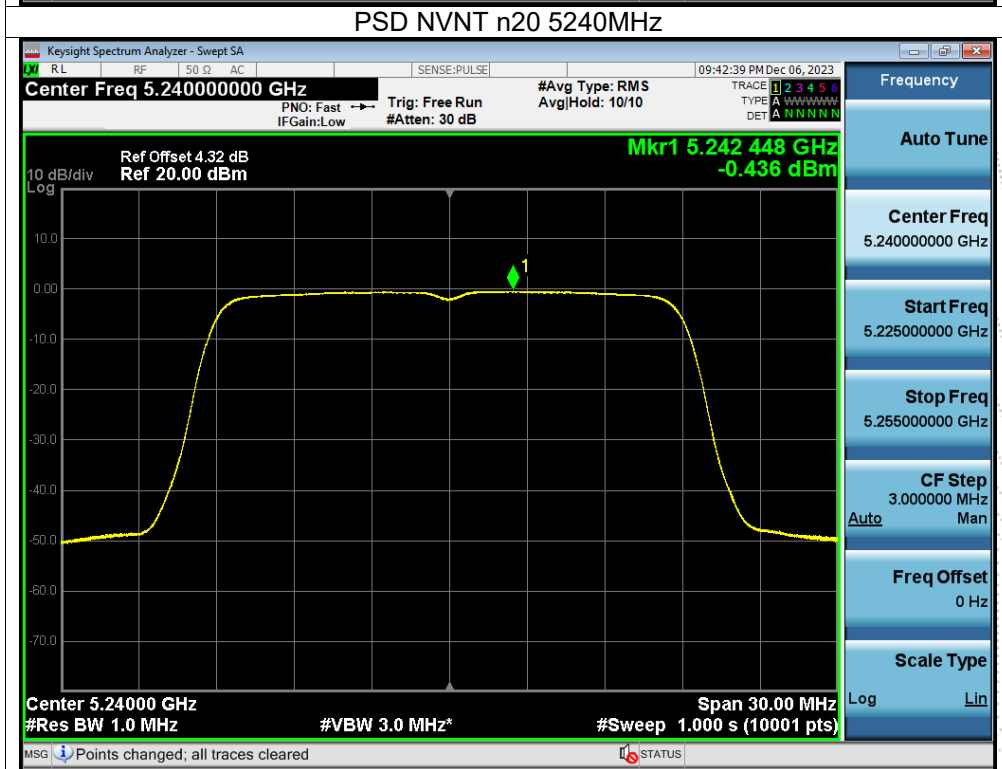 PSD NVNT n20 5240MHz
Keysight Spectrum Analyzer - Swept SA
LXI RL RF 50 Ω AC SENSE:PULSE 09:42:39 PM Dec 06, 2023
Center Freq 5.240000000 GHz
PNO: Fast
IFGain:Low
Trig: Free Run
#Atten: 30 dB
#Avg Type: RMS
Avg|Hold: 10/10
TRACE 1 2 3 4 5 6
TYPE A WWWWW
DET A N N N N N
Frequency
Mkr1 5.242 448 GHz
-0.436 dBm
Ref Offset 4.32 dB
10 dB/div Ref 20.00 dBm
Log
10.0
0.00
-10.0
-20.0
-30.0
-40.0
-50.0
-60.0
-70.0
1
Center 5.24000 GHz Span 30.00 MHz
#Res BW 1.0 MHz #VBW 3.0 MHz* #Sweep 1.000 s (10001 pts)
Auto Tune
Center Freq
5.240000000 GHz
Start Freq
5.225000000 GHz
Stop Freq
5.255000000 GHz
CF Step
3.000000 MHz
Auto Man
Freq Offset
0 Hz
Scale Type
Log Lin
MSG Points changed; all traces cleared STATUS